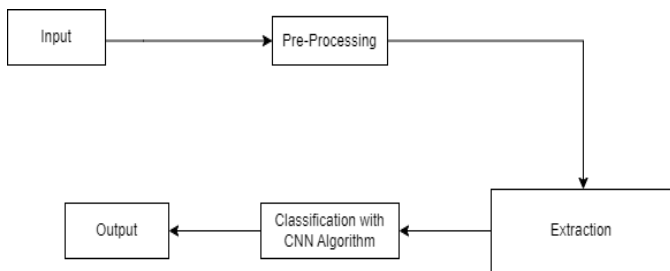 Input
Pre-Processing
Extraction
Classification with
CNN Algorithm
Output